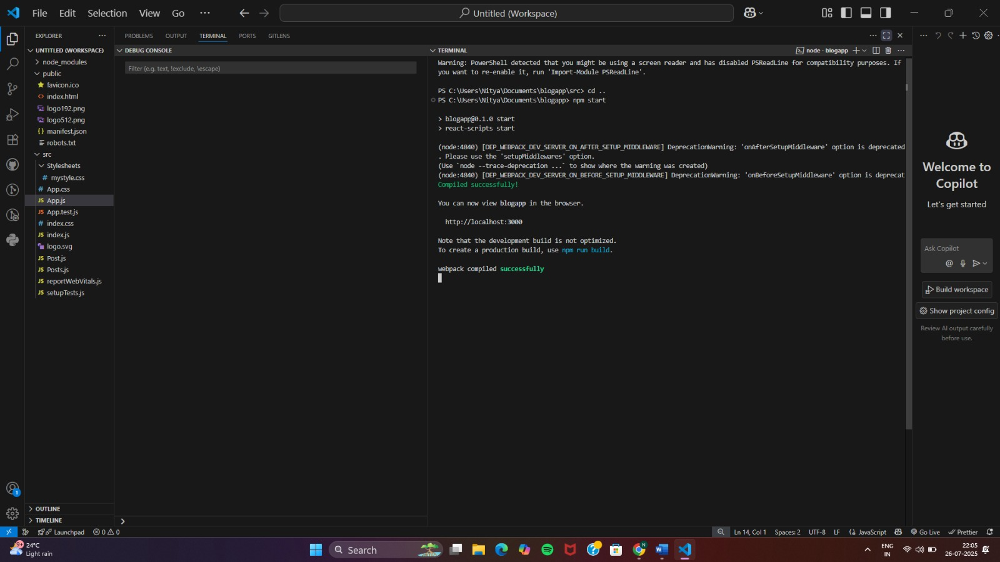 File Edit Selection View Go ··· Untitled (Workspace)
EXPLORER ···
UNTITLED (WORKSPACE)
node_modules
public
favicon.ico
index.html
logo192.png
logo512.png
manifest.json
robots.txt
src
Stylesheets
mystyle.css
App.css
App.js
App.test.js
index.css
index.js
logo.svg
Post.js
Posts.js
reportWebVitals.js
setupTests.js
OUTLINE
TIMELINE
PROBLEMS OUTPUT TERMINAL PORTS GITLENS
DEBUG CONSOLE
Filter (e.g. text, !exclude, \escape)
TERMINAL
node - blogapp
Warning: PowerShell detected that you might be using a screen reader and has disabled PSReadLine for compatibility purposes. If
you want to re-enable it, run 'Import-Module PSReadLine'.
PS C:\Users\Nitya\Documents\blogapp\src> cd ..
PS C:\Users\Nitya\Documents\blogapp> npm start
> blogapp@0.1.0 start
> react-scripts start
(node:4840) [DEP_WEBPACK_DEV_SERVER_ON_AFTER_SETUP_MIDDLEWARE] DeprecationWarning: 'onAfterSetupMiddleware' option is deprecated
. Please use the 'setupMiddlewares' option.
(Use `node --trace-deprecation ...` to show where the warning was created)
(node:4840) [DEP_WEBPACK_DEV_SERVER_ON_BEFORE_SETUP_MIDDLEWARE] DeprecationWarning: 'onBeforeSetupMiddleware' option is deprecat
Compiled successfully!
You can now view blogapp in the browser.
http://localhost:3000
Note that the development build is not optimized.
To create a production build, use npm run build.
webpack compiled successfully
Welcome to
Copilot
Let's get started
Ask Copilot
Build workspace
Show project config
Review AI output carefully
before use.
1
Launchpad 0 0
Ln 14, Col 1 Spaces: 2 UTF-8 LF JavaScript Go Live Prettier
9+
24°C
Light rain
Search
N
ENG
IN
22:05
26-07-2025